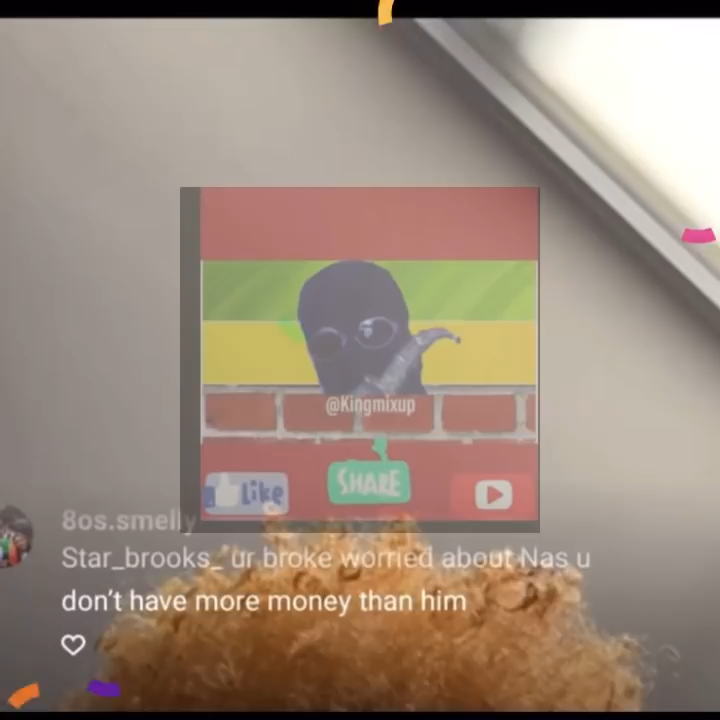 @Kingmixup
Like
SHARE
8os.smelly
Star_brooks_ ur broke worried about Nas u
don't have more money than him